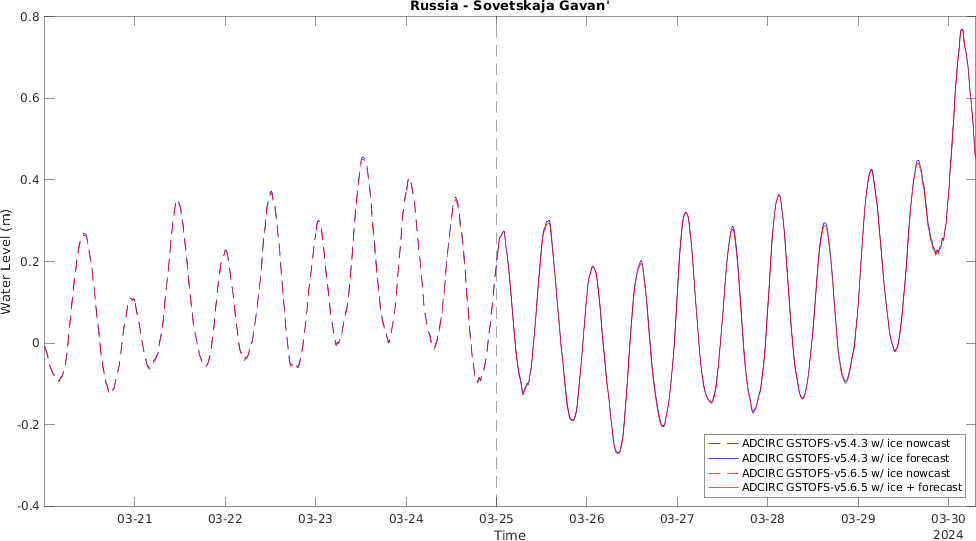 Russia - Sovetskaja Gavan'
0.8
0.6
0.4
0.2
0
-0.2
-0.4
Water Level (m)
03-21
03-22
03-23
03-24
03-25
03-26
03-27
03-28
03-29
03-30
Time
2024
ADCIRC GSTOFS-v5.4.3 w/ ice nowcast
ADCIRC GSTOFS-v5.4.3 w/ ice forecast
ADCIRC GSTOFS-v5.6.5 w/ ice nowcast
ADCIRC GSTOFS-v5.6.5 w/ ice + forecast